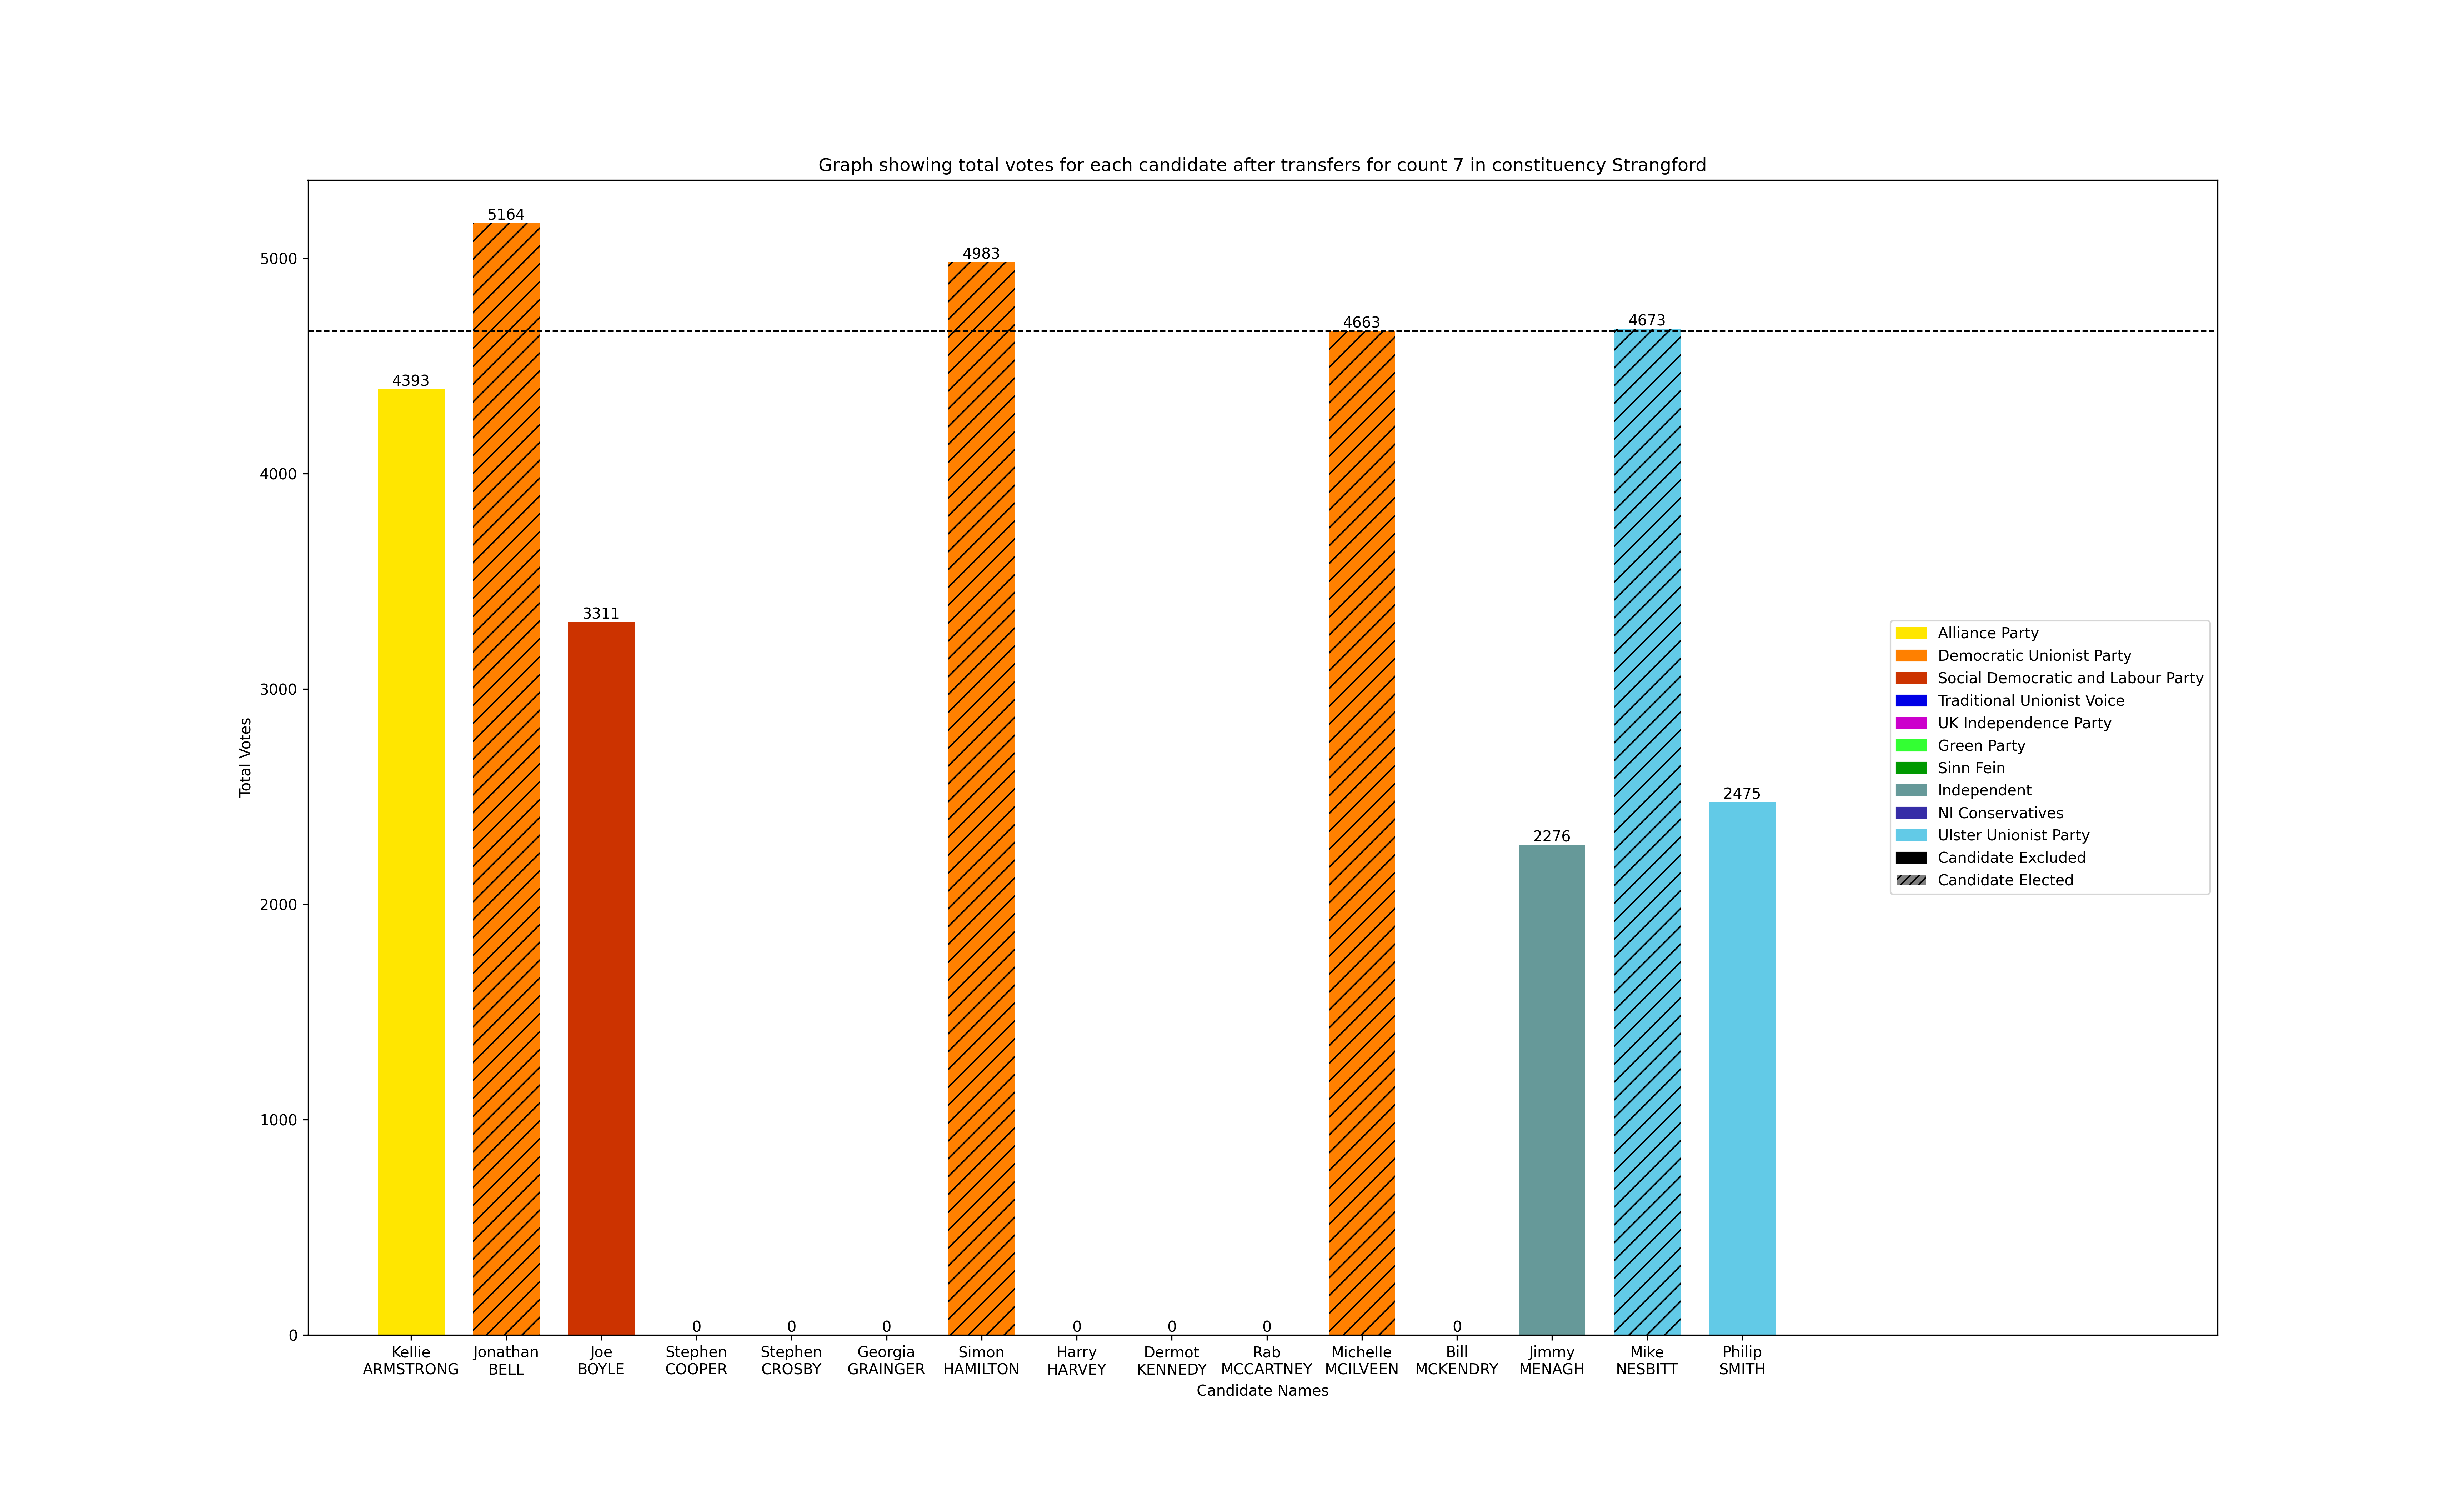 Graph showing total votes for each candidate after transfers for count 7 in constituency Strangford
Total Votes
5000
4000
3000
2000
1000
0
4393
5164
3311
0
0
0
4983
0
0
0
4663
0
2276
4673
2475
Kellie
ARMSTRONG
Jonathan
BELL
Joe
BOYLE
Stephen
COOPER
Stephen
CROSBY
Georgia
GRAINGER
Simon
HAMILTON
Harry
HARVEY
Dermot
KENNEDY
Rab
MCCARTNEY
Michelle
MCILVEEN
Bill
MCKENDRY
Jimmy
MENAGH
Mike
NESBITT
Philip
SMITH
Candidate Names
Alliance Party
Democratic Unionist Party
Social Democratic and Labour Party
Traditional Unionist Voice
UK Independence Party
Green Party
Sinn Fein
Independent
NI Conservatives
Ulster Unionist Party
Candidate Excluded
Candidate Elected